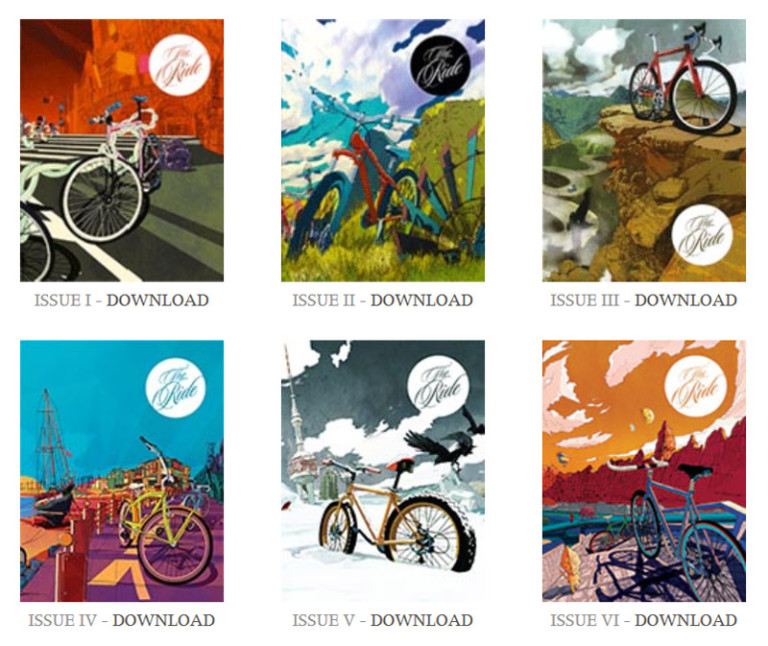 The
Ride
The
Ride
The
Ride
ISSUE I - DOWNLOAD
ISSUE II - DOWNLOAD
ISSUE III - DOWNLOAD
The
Ride
The
Ride
The
Ride
ISSUE IV - DOWNLOAD
ISSUE V - DOWNLOAD
ISSUE VI - DOWNLOAD